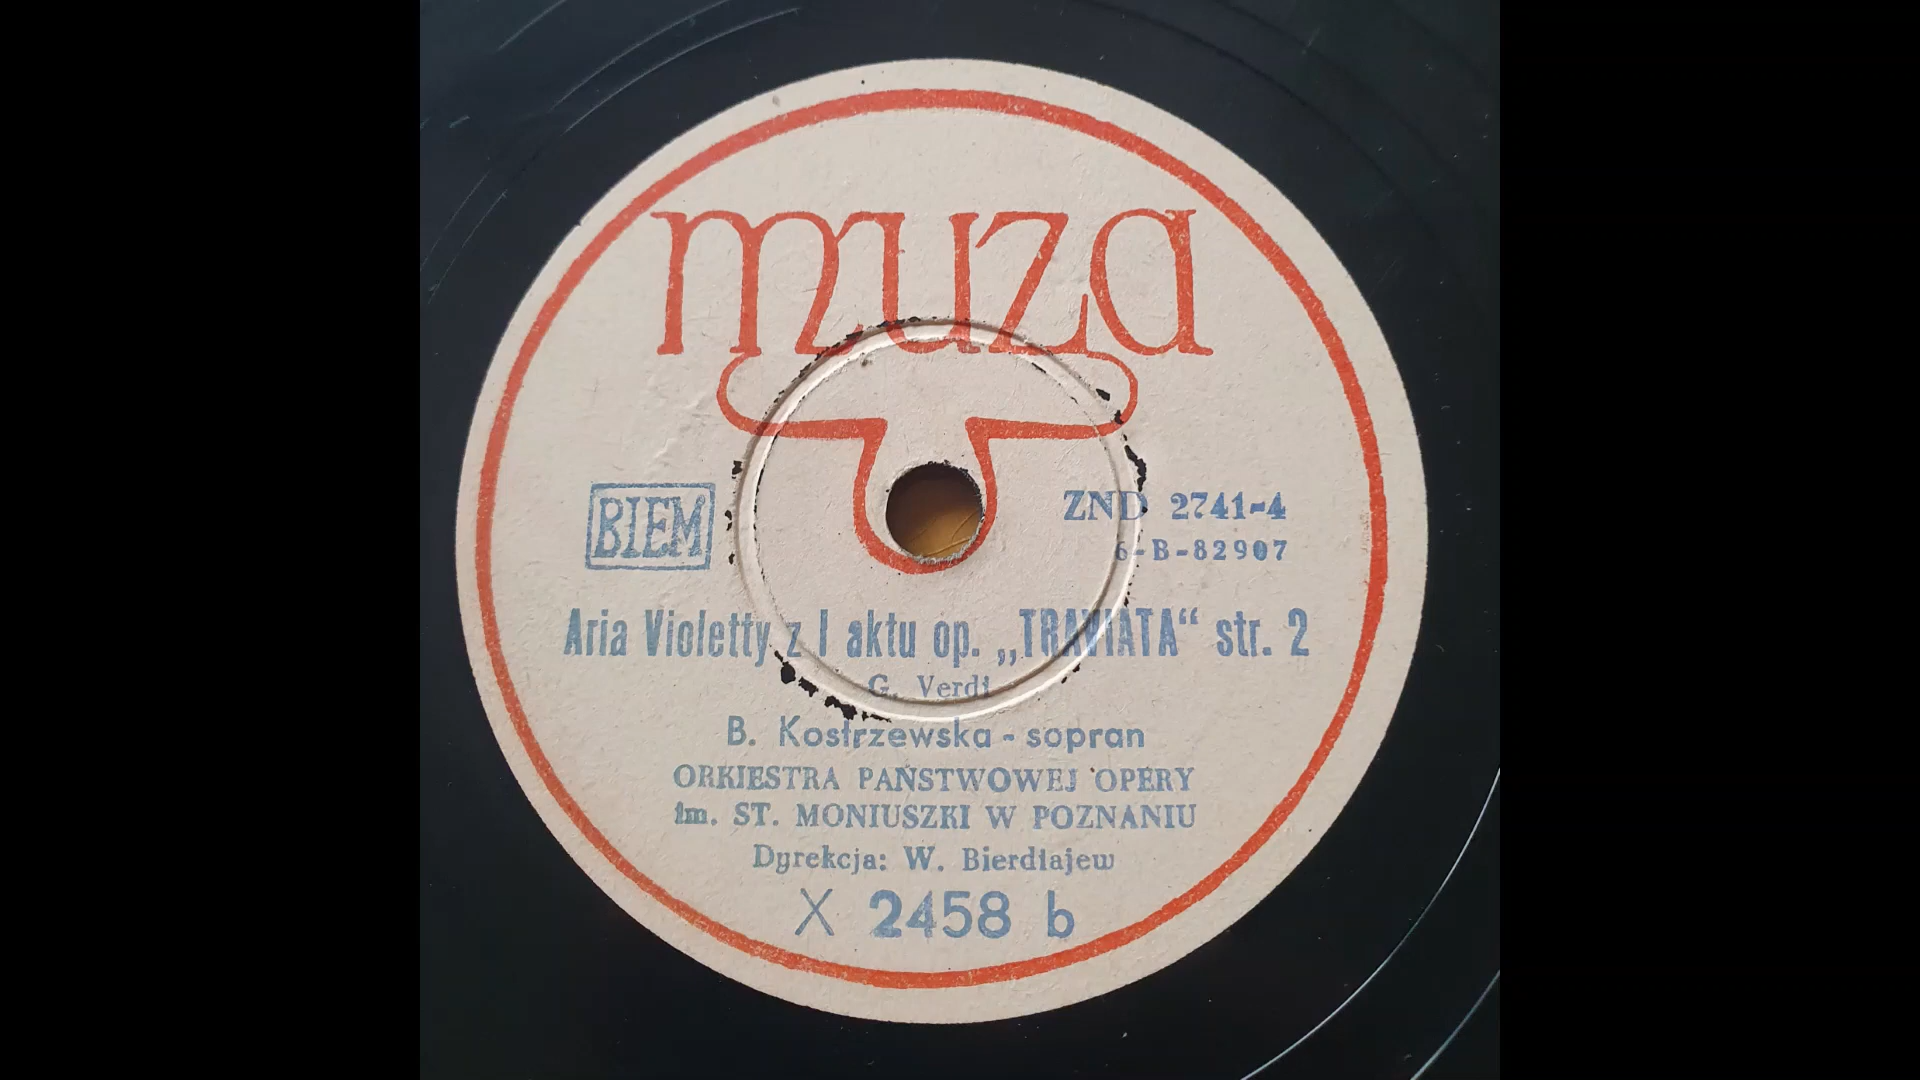 muza
BIEM
ZND 2741-4
6-B-82907
Aria Violetty z I aktu op. „TRAVIATA“ str. 2
G. Verdi
B. Kostrzewska - sopran
ORKIESTRA PAŃSTWOWEJ OPERY
im. ST. MONIUSZKI W POZNANIU
Dyrekcja: W. Bierdiajew
X 2458 b